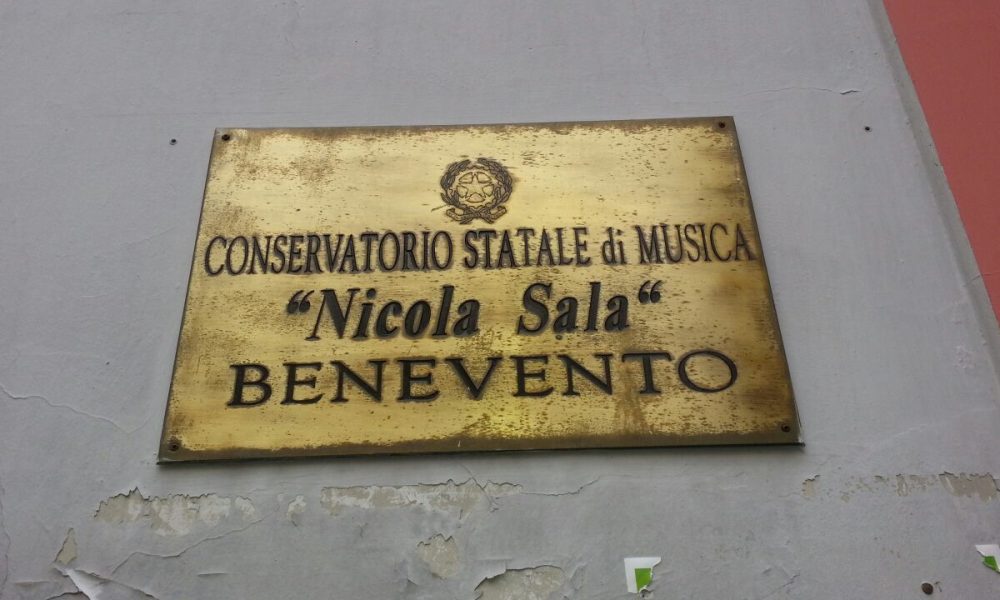 CONSERVATORIO STATALE di MUSICA
“Nicola Sala“
BENEVENTO